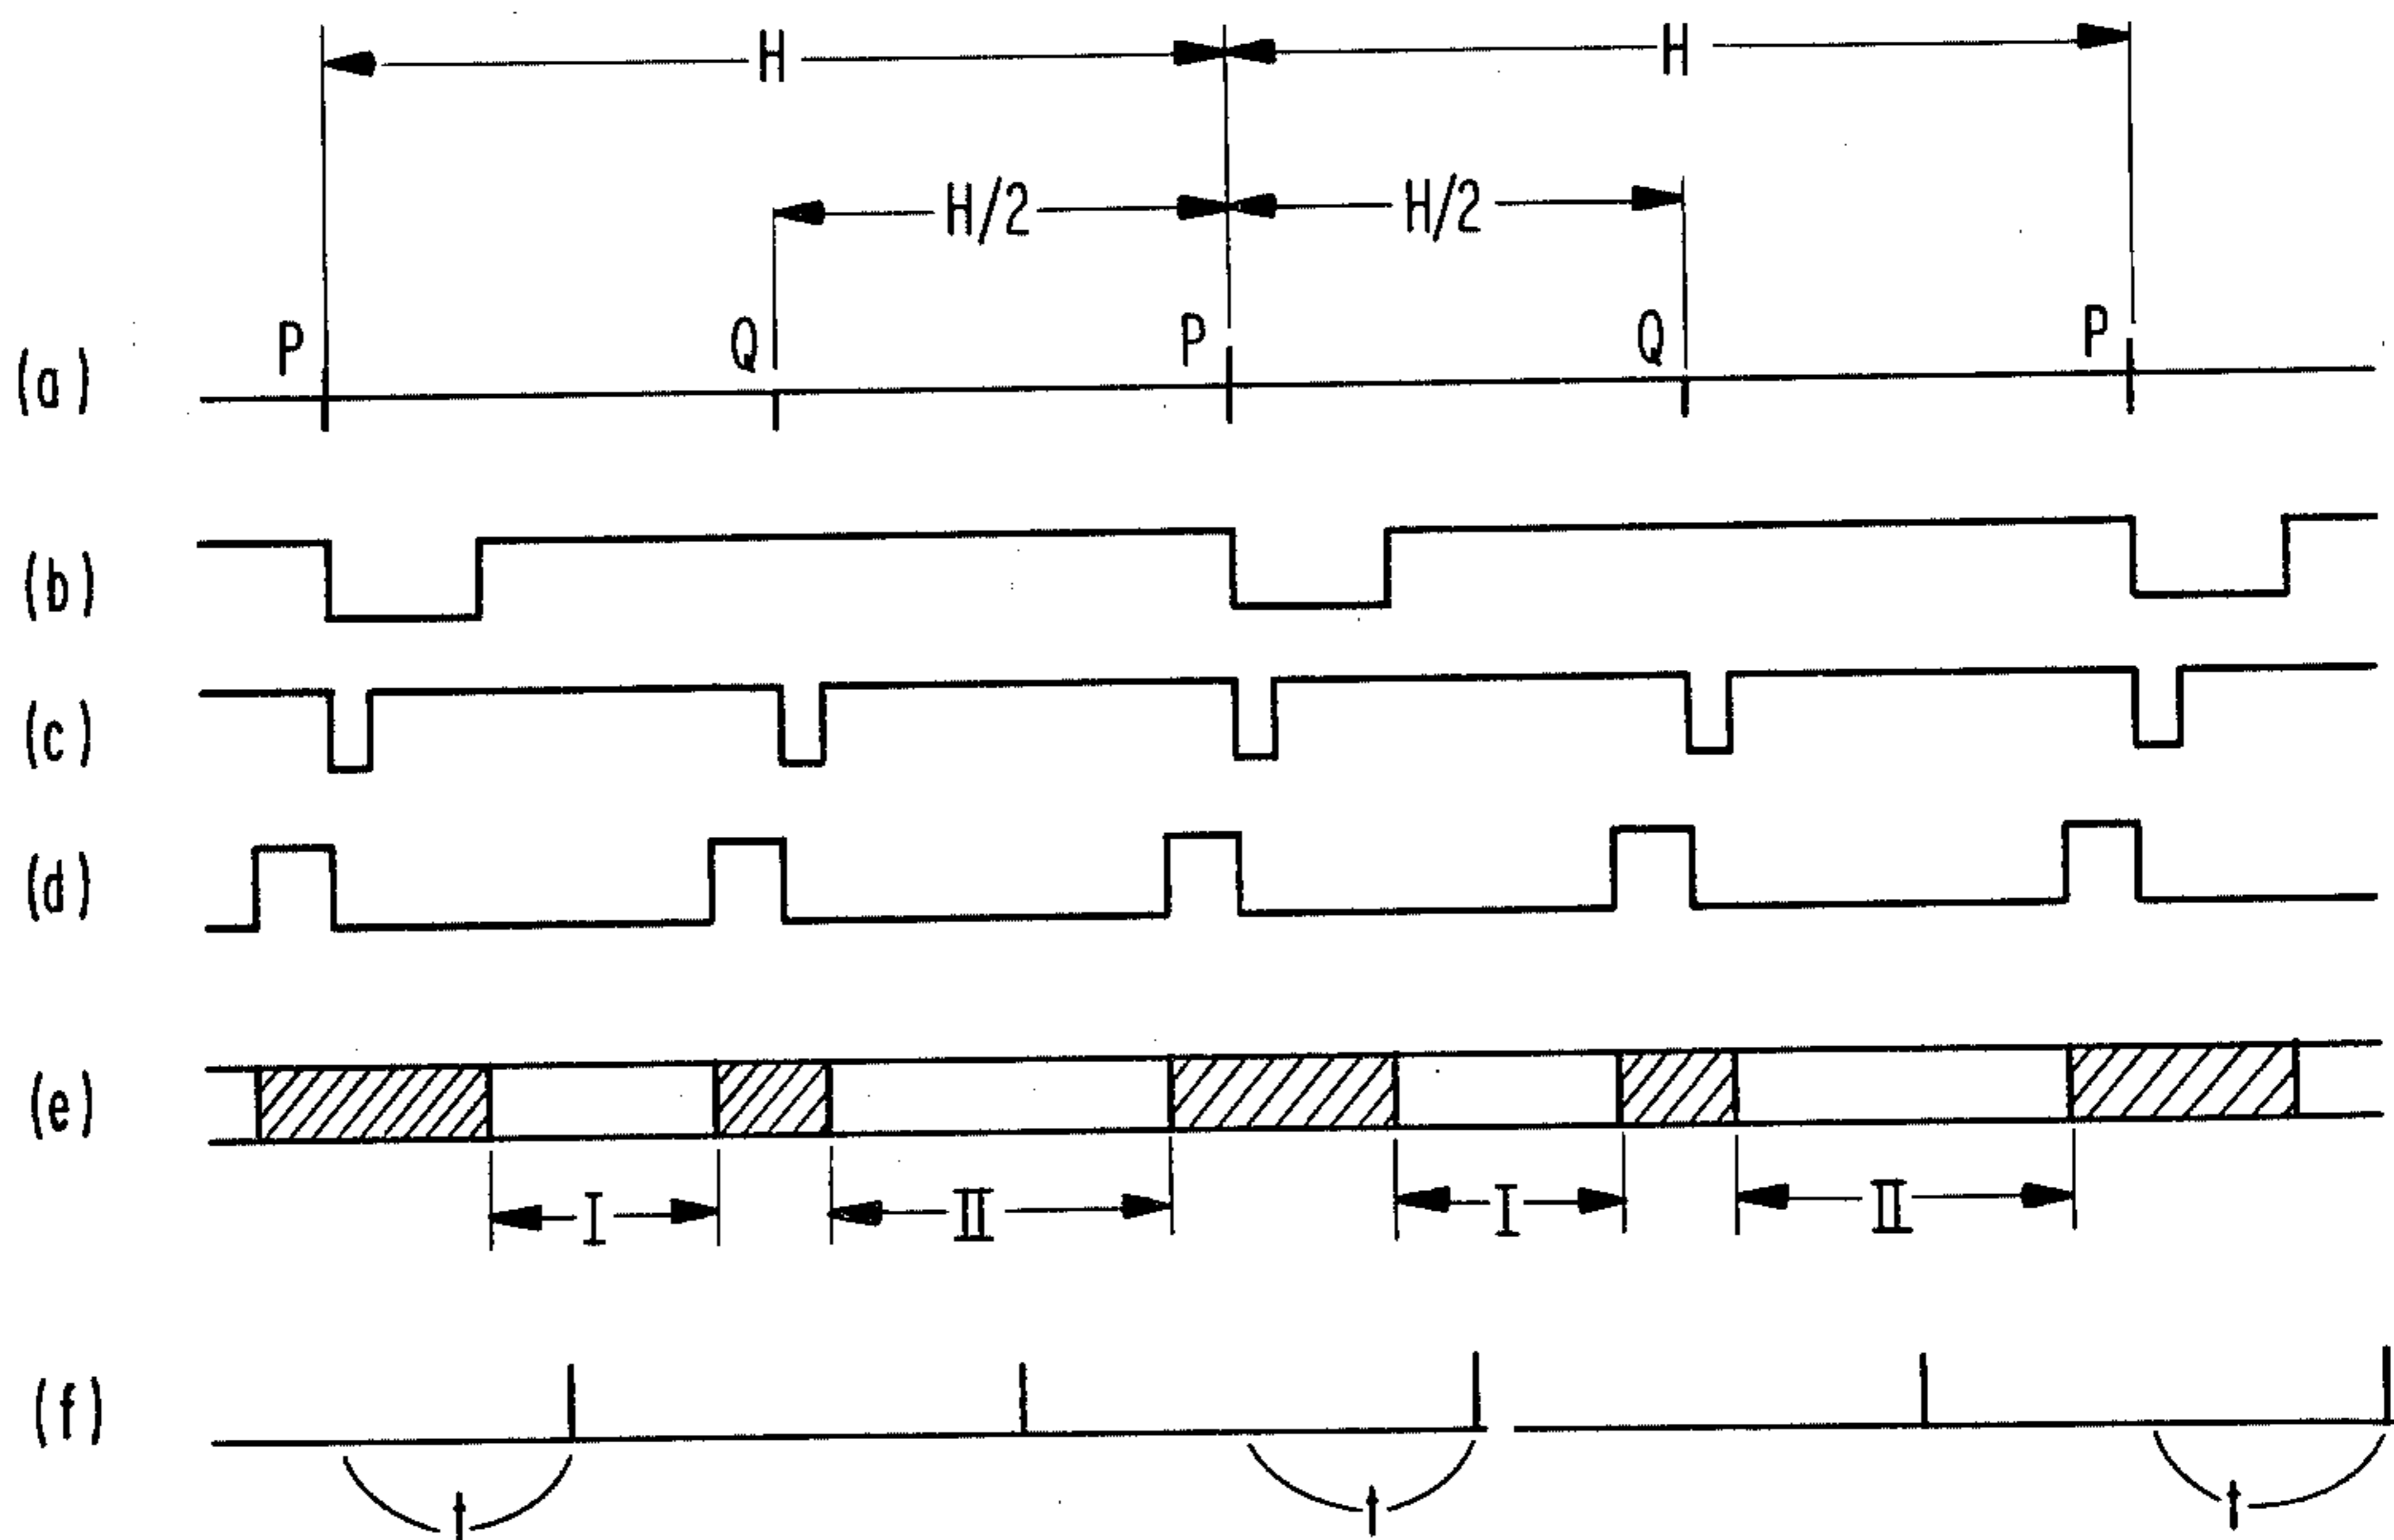 H H
H/2 H/2
P Q P Q P
(a)
(b)
(c)
(d)
(e)
I II I II
(f)
t t t